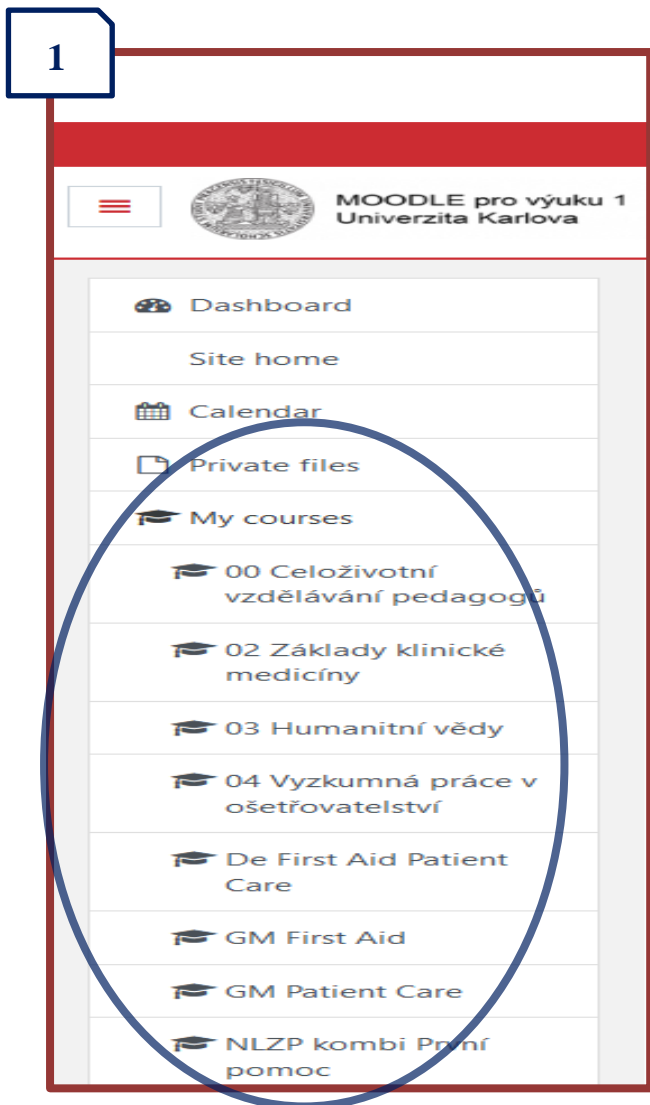 1
MOODLE pro výuku 1
Univerzita Karlova
Dashboard
Site home
Calendar
Private files
My courses
00 Celoživotní
vzdělávání pedagogů
02 Základy klinické
medicíny
03 Humanitní vědy
04 Vyzkumná práce v
ošetřovatelství
De First Aid Patient
Care
GM First Aid
GM Patient Care
NLZP kombi První
pomoc